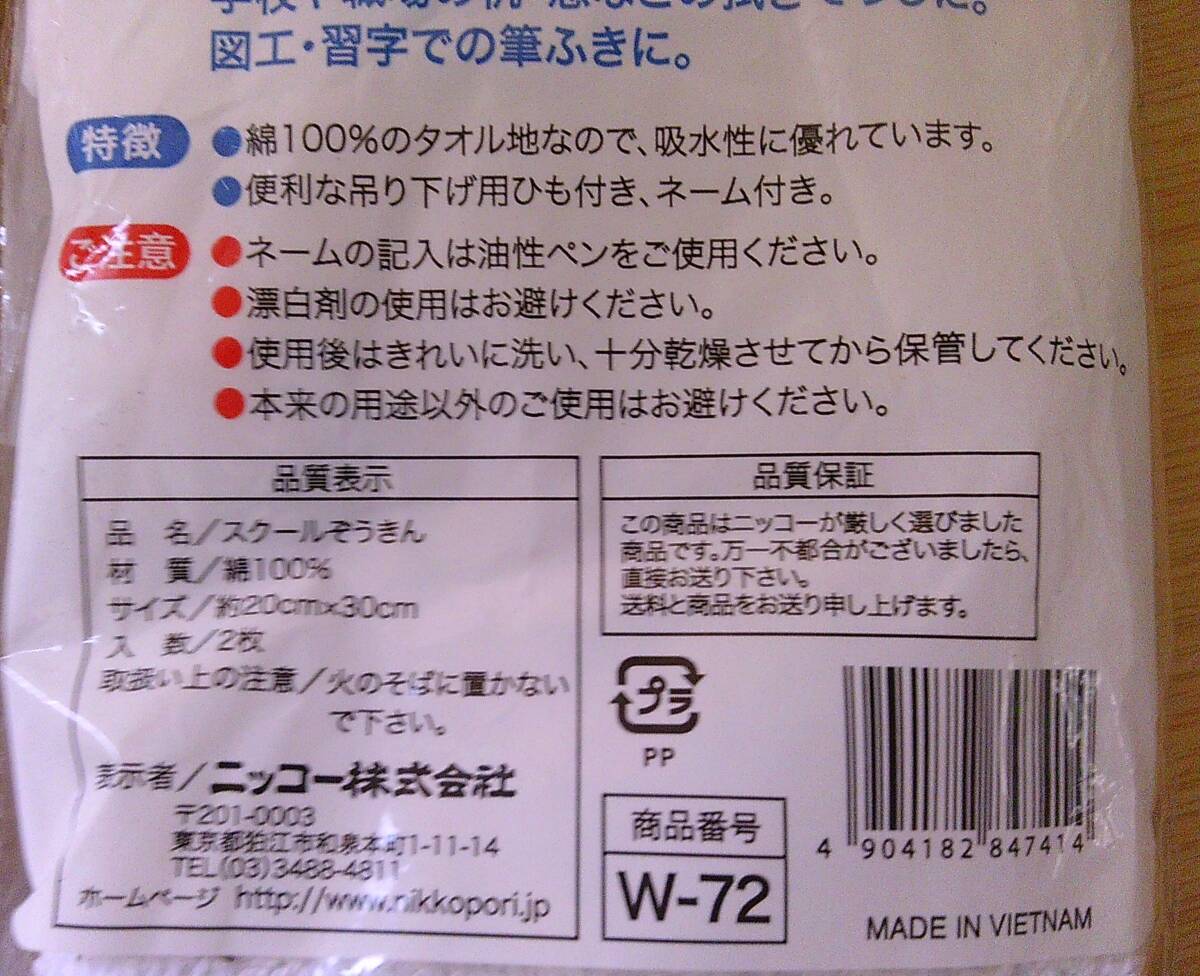 図工・習字での筆ふきに。
特徴
●綿100%のタオル地なので、吸水性に優れています。
●便利な吊り下げ用ひも付き、ネーム付き。
ご注意
●ネームの記入は油性ペンをご使用ください。
●漂白剤の使用はお避けください。
●使用後はきれいに洗い、十分乾燥させてから保管してください。
●本来の用途以外のご使用はお避けください。
品質表示
品　名／スクールぞうきん
材　質／綿100%
サイズ／約20cm×30cm
入　数／2枚
取扱い上の注意／火のそばに置かない
で下さい。
表示者／ニッコー株式会社
〒201-0003
東京都狛江市和泉本町1-11-14
TEL(03)3488-4811
ホームページ http://www.nikkopori.jp
品質保証
この商品はニッコーが厳しく選びました
商品です。万一不都合がございましたら、
直接お送り下さい。
送料と商品をお送り申し上げます。
プラ
PP
商品番号
W-72
4 904182 847414
MADE IN VIETNAM